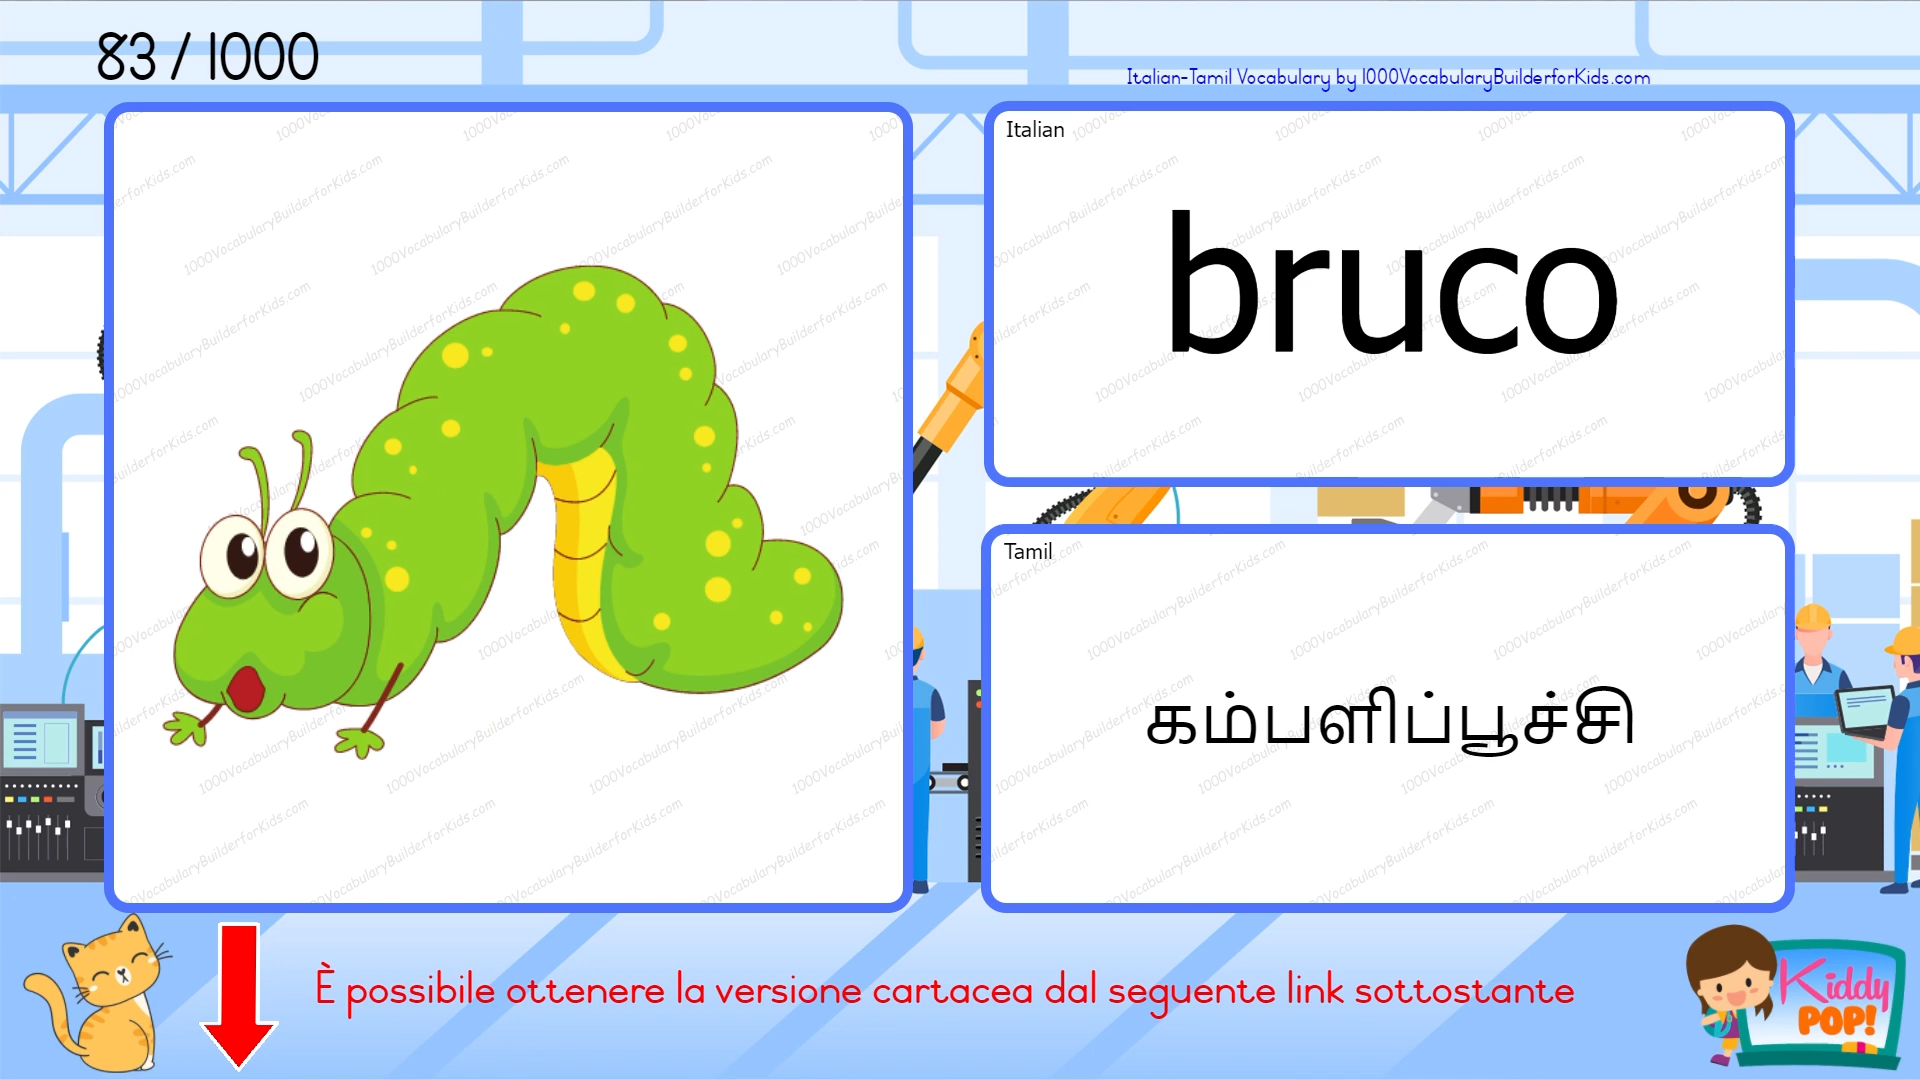 83 / 1000
Italian-Tamil Vocabulary by 1000VocabularyBuilderforKids.com
Italian
bruco
Tamil
கம்பளிப்பூச்சி
È possibile ottenere la versione cartacea dal seguente link sottostante
Kiddy
POP!